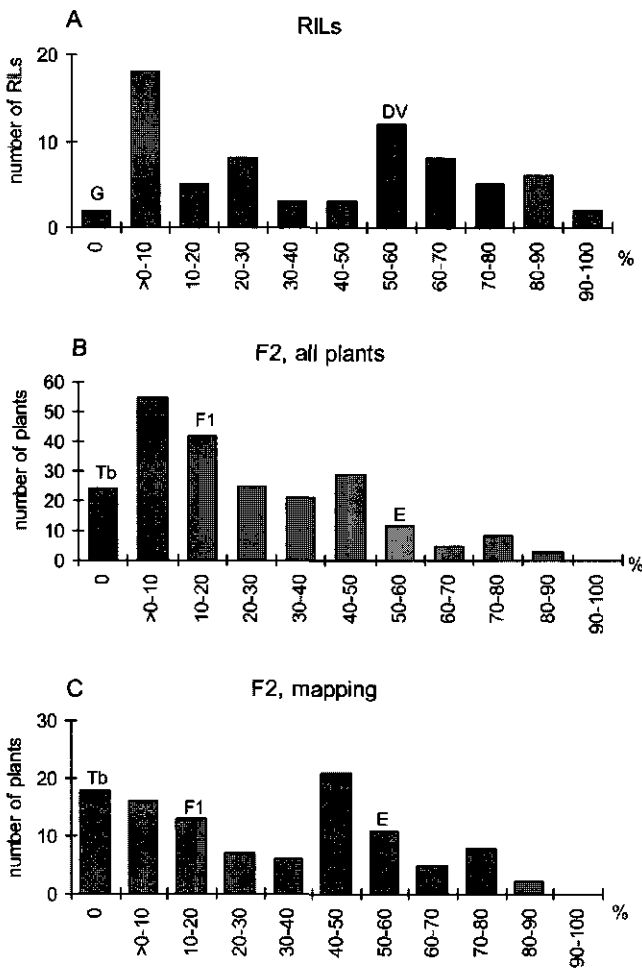 A
RILs
number of RILs
20
10
0
G
DV
0
>0-10
10-20
20-30
30-40
40-50
50-60
60-70
70-80
80-90
90-100
%
B
F2, all plants
number of plants
60
50
40
30
20
10
0
Tb
F1
E
0
>0-10
10-20
20-30
30-40
40-50
50-60
60-70
70-80
80-90
90-100
%
C
F2, mapping
number of plants
30
20
10
0
Tb
F1
E
0
>0-10
10-20
20-30
30-40
40-50
50-60
60-70
70-80
80-90
90-100
%